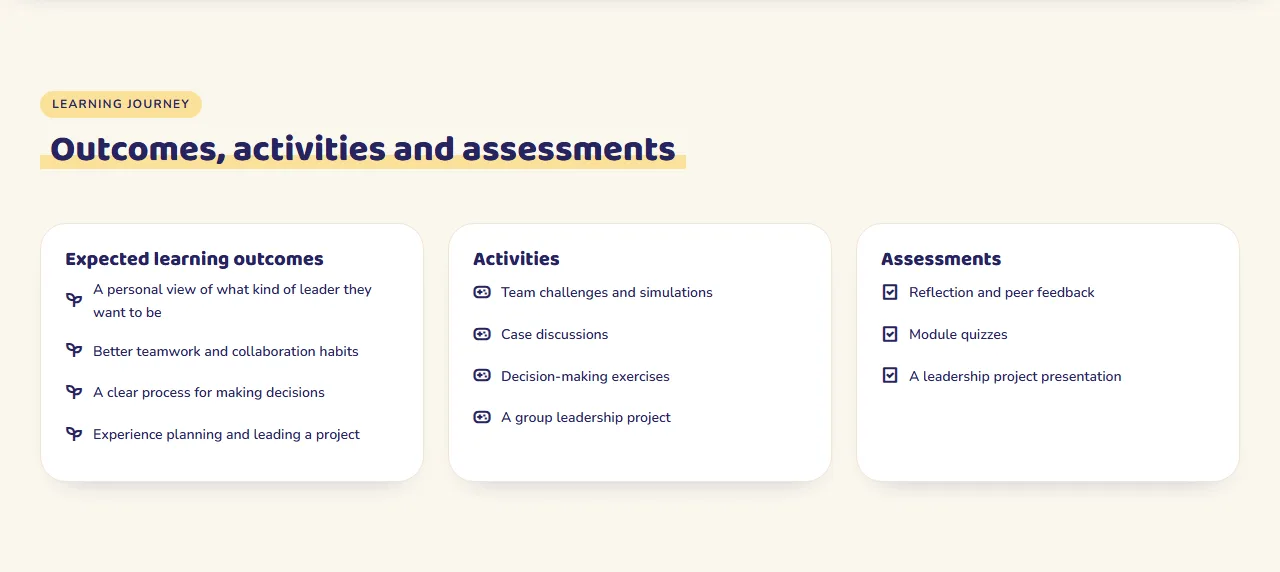 LEARNING JOURNEY
Outcomes, activities and assessments
Expected learning outcomes
A personal view of what kind of leader they
want to be
Better teamwork and collaboration habits
A clear process for making decisions
Experience planning and leading a project
Activities
Team challenges and simulations
Case discussions
Decision-making exercises
A group leadership project
Assessments
Reflection and peer feedback
Module quizzes
A leadership project presentation